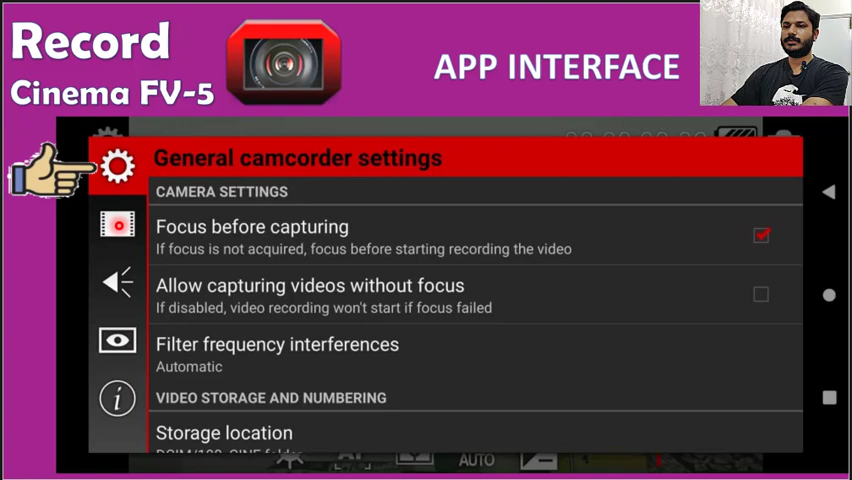 Record
Cinema FV-5
APP INTERFACE
General camcorder settings
CAMERA SETTINGS
Focus before capturing
If focus is not acquired, focus before starting recording the video
Allow capturing videos without focus
If disabled, video recording won't start if focus failed
Filter frequency interferences
Automatic
VIDEO STORAGE AND NUMBERING
Storage location
AUTO